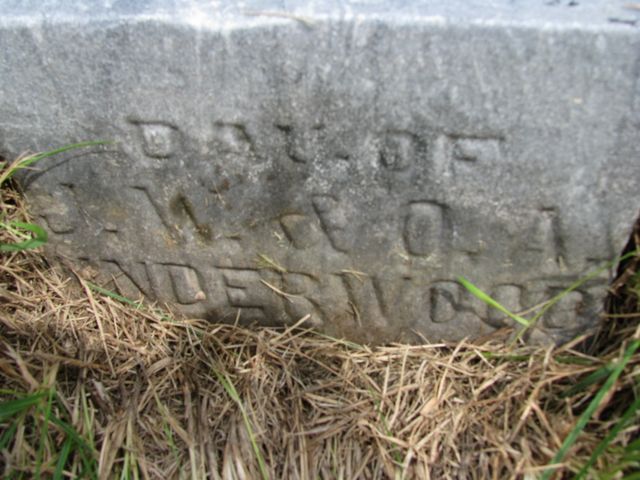 DAU. OF
J. W. & O. A.
UNDERWOOD